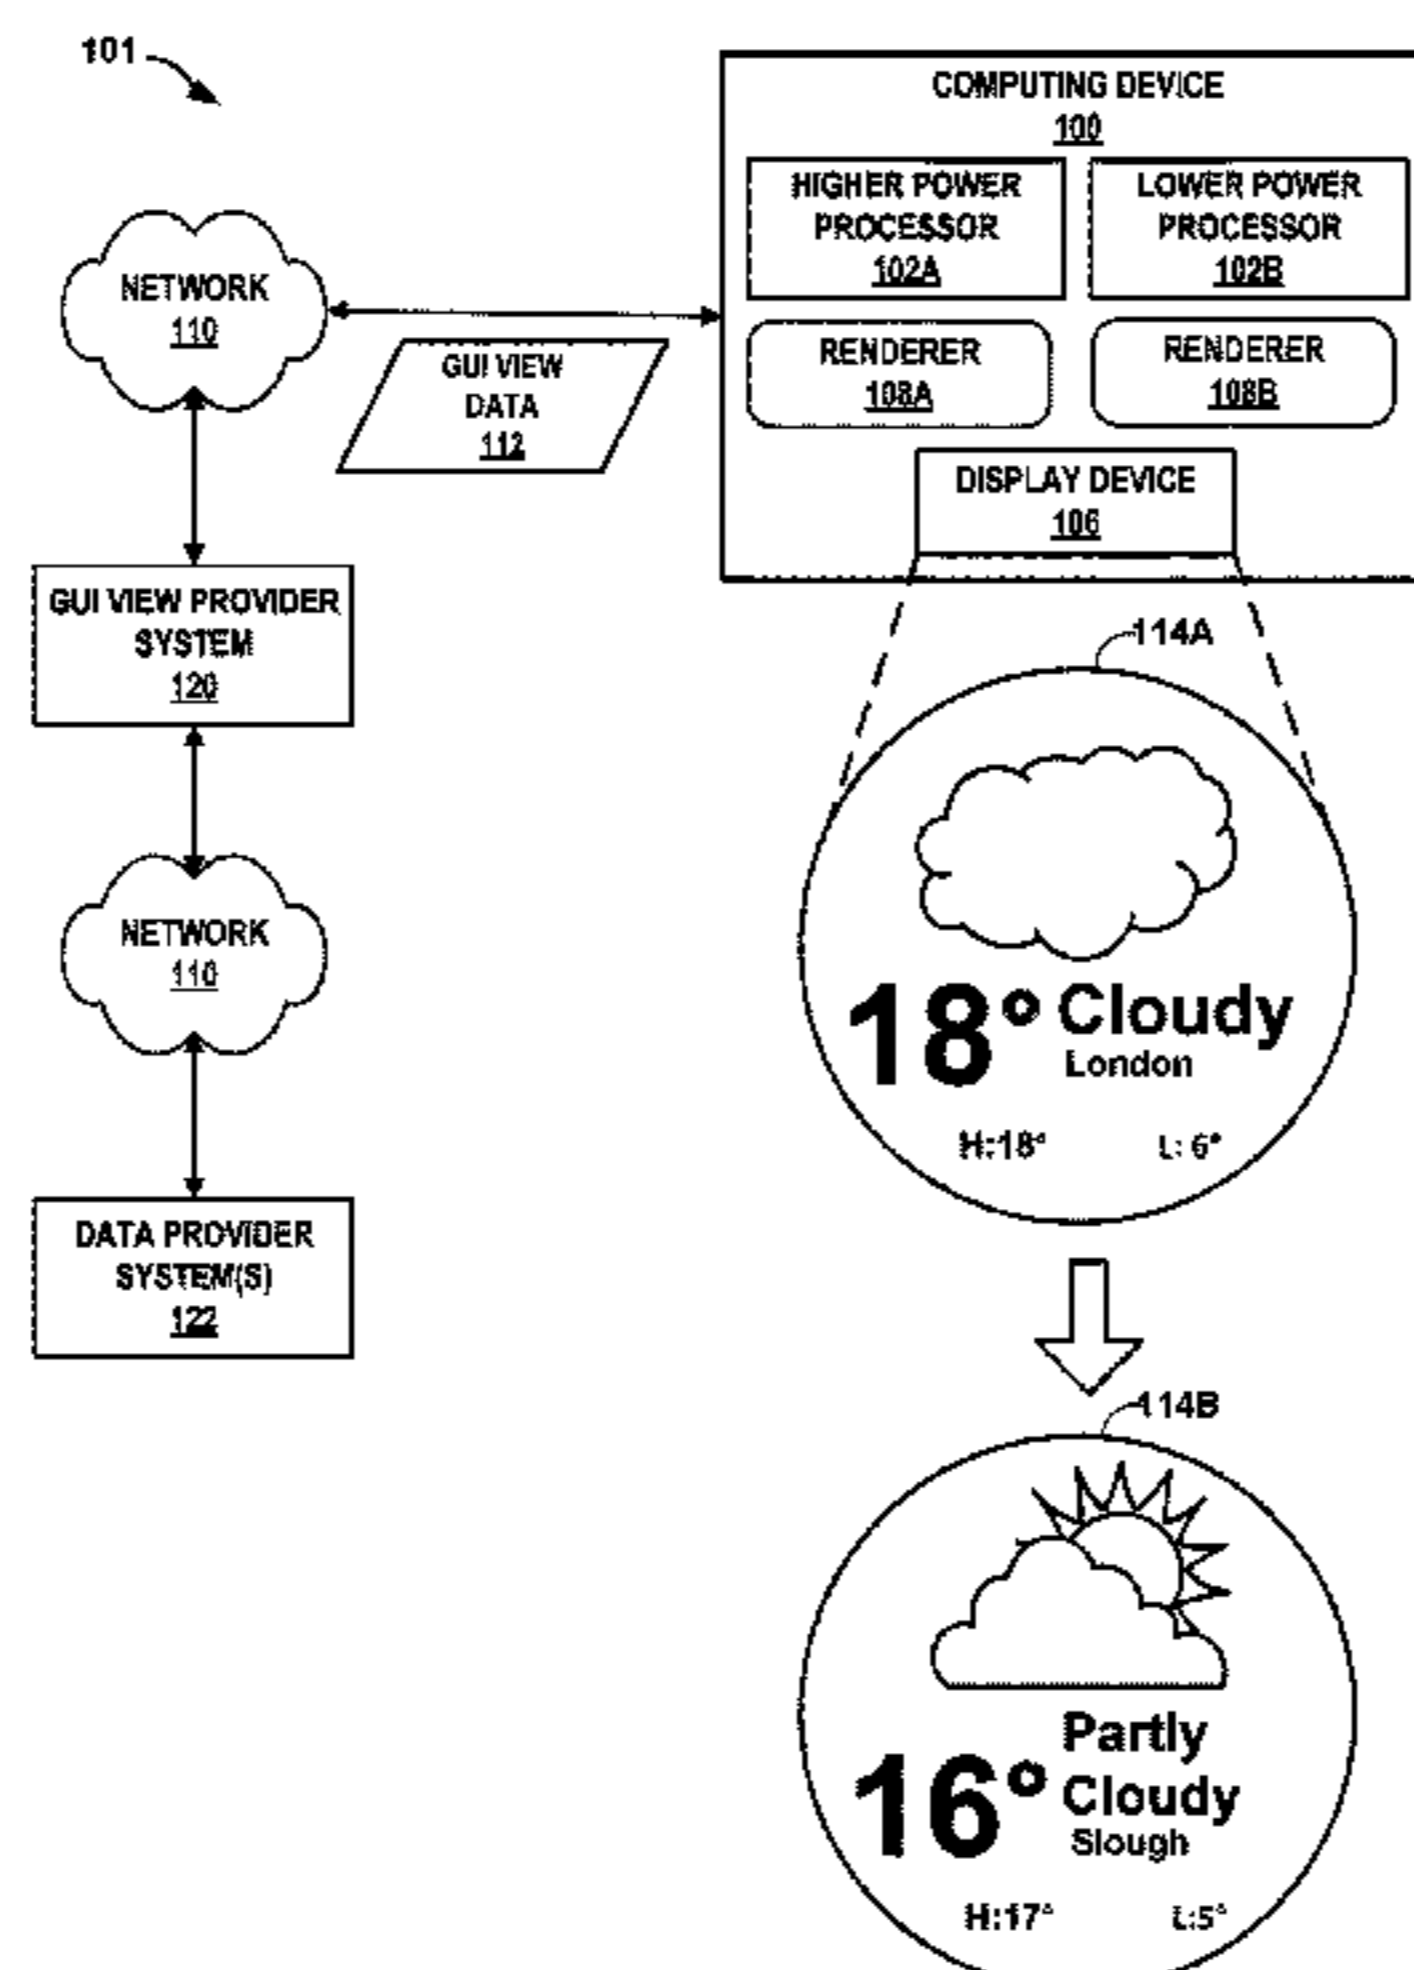 101
COMPUTING DEVICE
100
HIGHER POWER
PROCESSOR
102A
LOWER POWER
PROCESSOR
102B
NETWORK
110
GUI VIEW
DATA
112
RENDERER
108A
RENDERER
108B
DISPLAY DEVICE
106
GUI VIEW PROVIDER
SYSTEM
120
114A
NETWORK
110
18° Cloudy
London
H:18° L: 6°
DATA PROVIDER
SYSTEM(S)
122
114B
Partly
16° Cloudy
Slough
H:17° L:5°